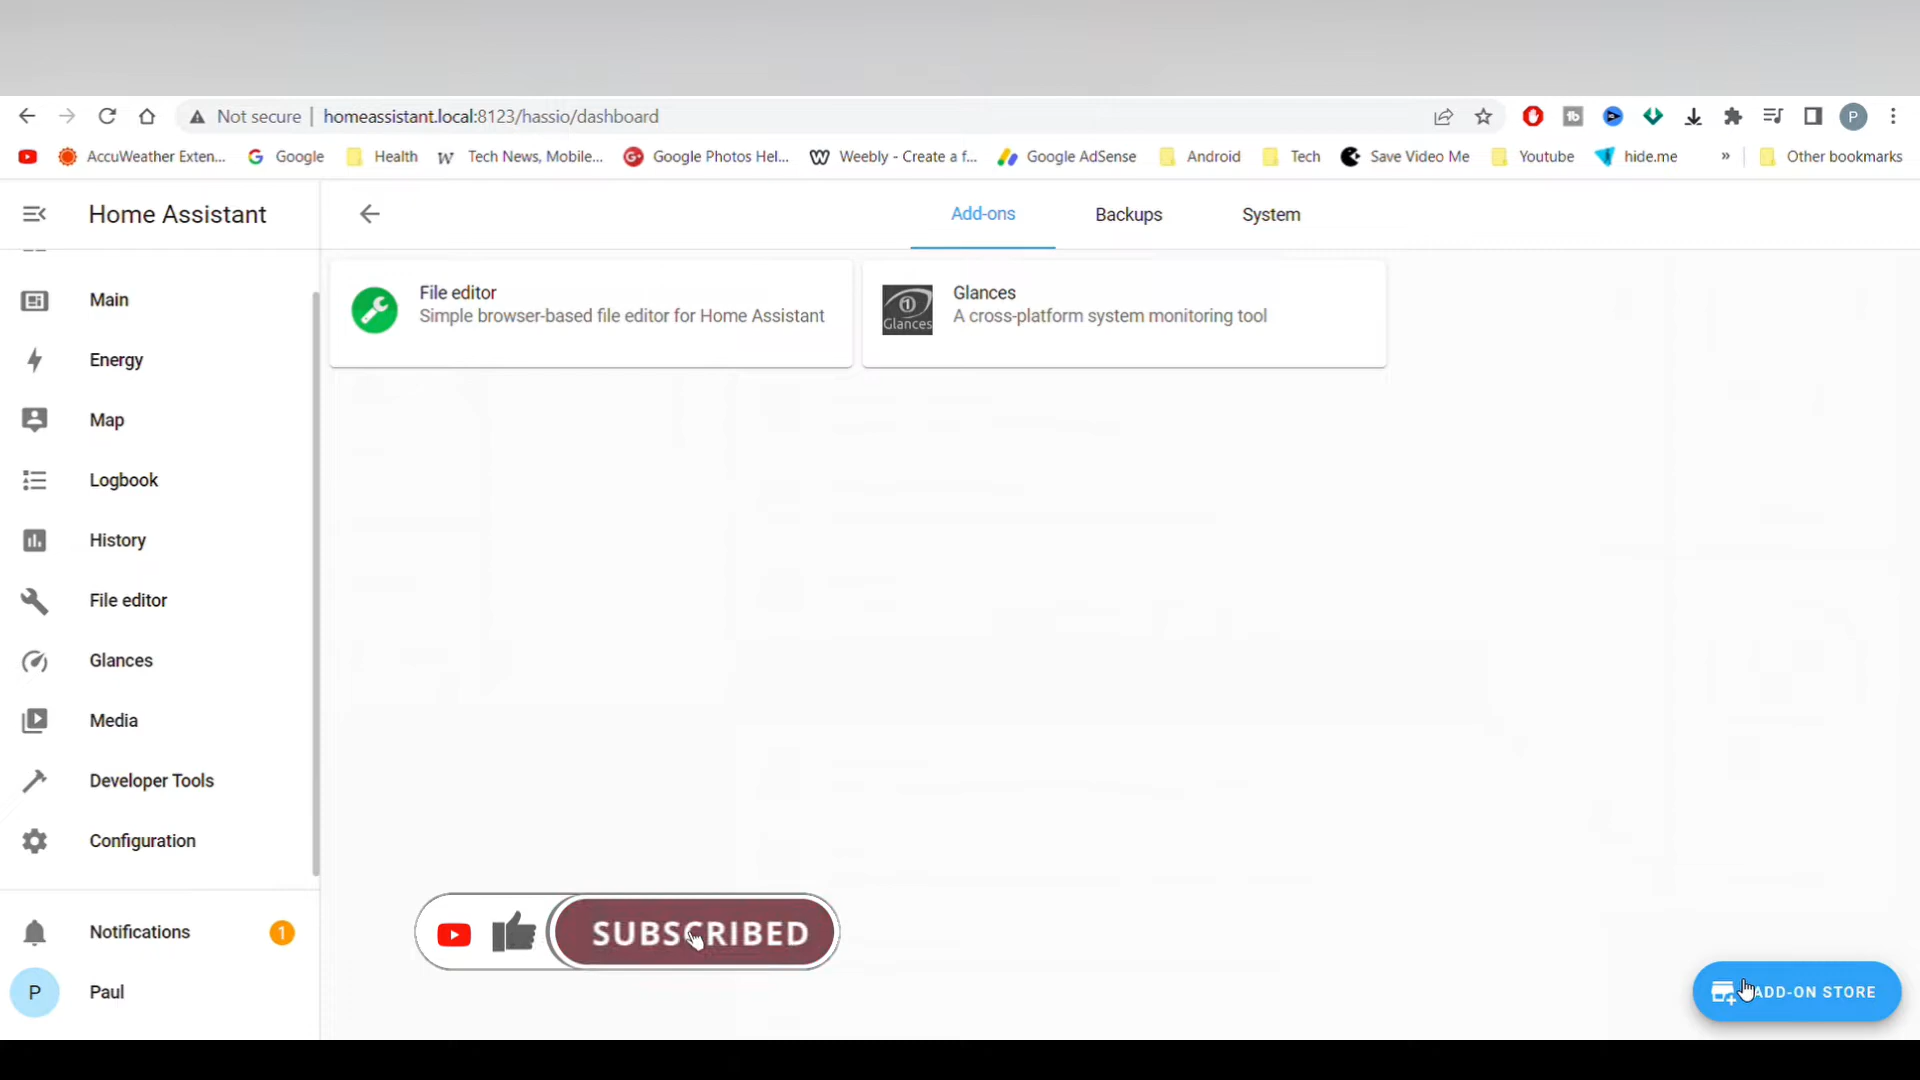 Not secure | homeassistant.local:8123/hassio/dashboard
P
AccuWeather Exten...
Google
Health
Tech News, Mobile...
Google Photos Hel...
Weebly - Create a f...
Google AdSense
Android
Tech
Save Video Me
Youtube
hide.me
»
Other bookmarks
Home Assistant
Add-ons
Backups
System
File editor
Simple browser-based file editor for Home Assistant
Glances
Glances
A cross-platform system monitoring tool
Main
Energy
Map
Logbook
History
File editor
Glances
Media
Developer Tools
Configuration
Notifications
1
P
Paul
SUBSCRIBED
ADD-ON STORE